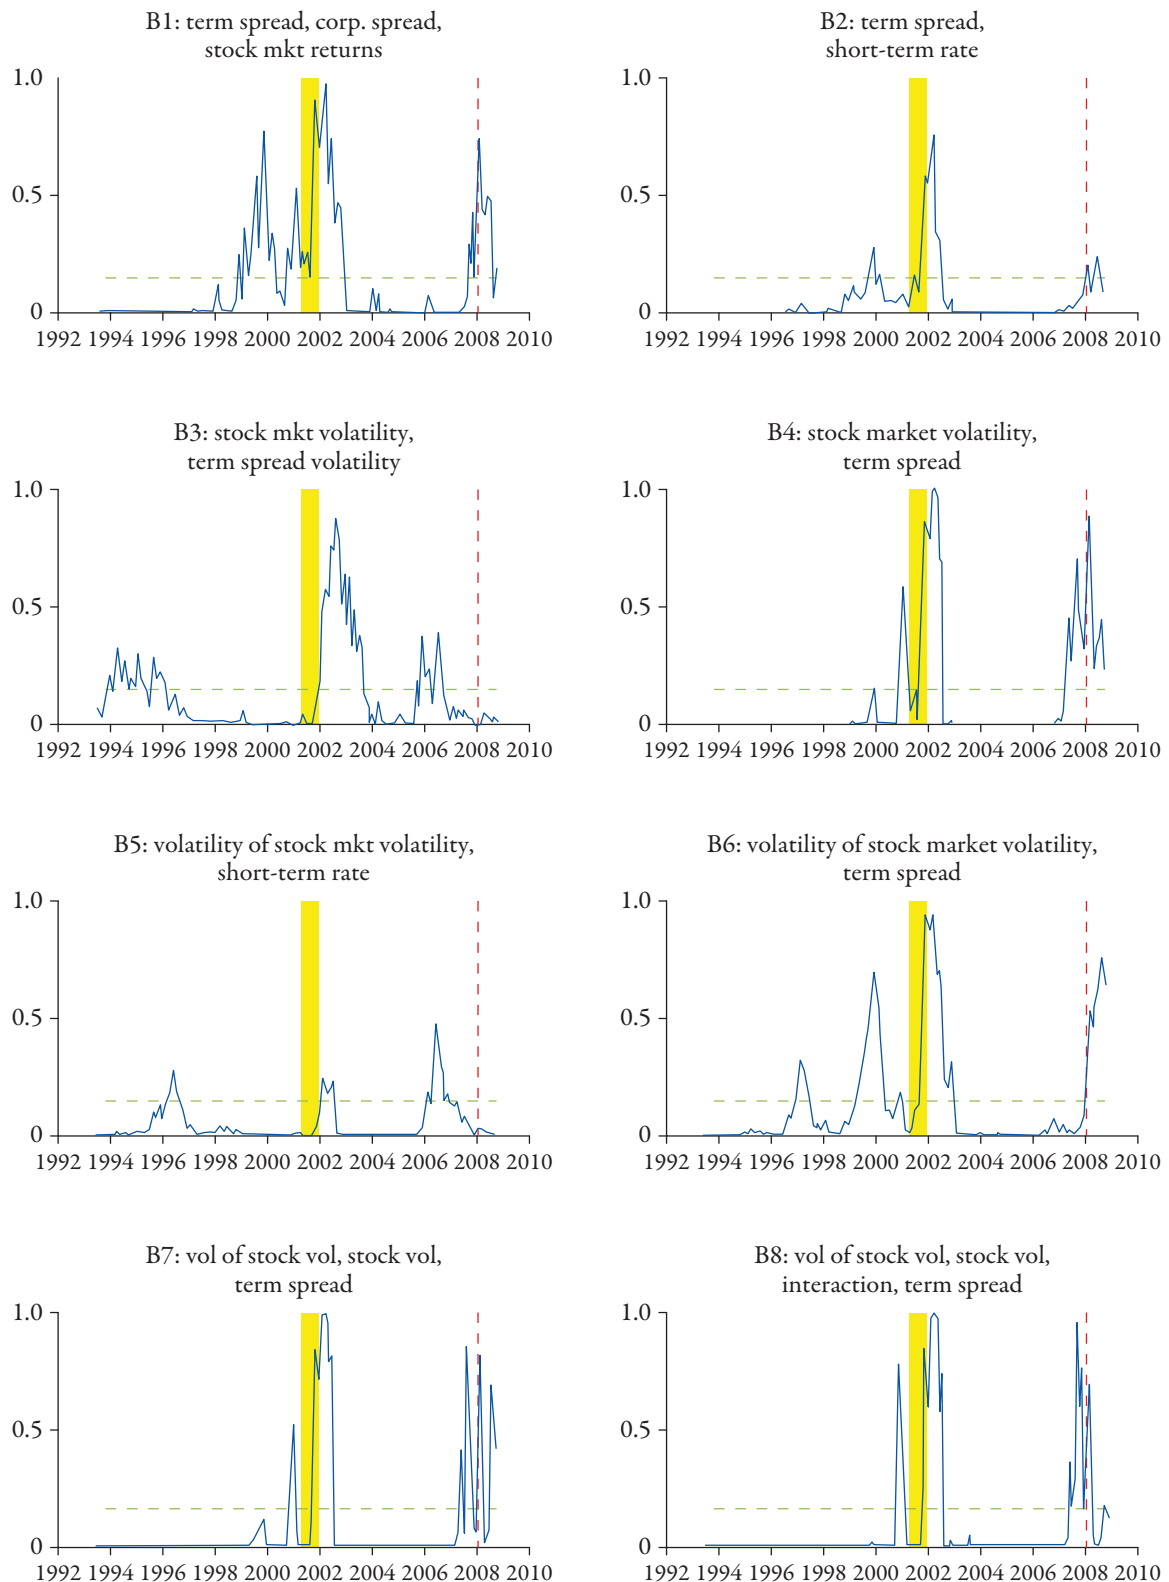 B1: term spread, corp. spread,
stock mkt returns
1.0
0.5
0
1992 1994 1996 1998 2000 2002 2004 2006 2008 2010
B2: term spread,
short-term rate
1.0
0.5
0
1992 1994 1996 1998 2000 2002 2004 2006 2008 2010
B3: stock mkt volatility,
term spread volatility
1.0
0.5
0
1992 1994 1996 1998 2000 2002 2004 2006 2008 2010
B4: stock market volatility,
term spread
1.0
0.5
0
1992 1994 1996 1998 2000 2002 2004 2006 2008 2010
B5: volatility of stock mkt volatility,
short-term rate
1.0
0.5
0
1992 1994 1996 1998 2000 2002 2004 2006 2008 2010
B6: volatility of stock market volatility,
term spread
1.0
0.5
0
1992 1994 1996 1998 2000 2002 2004 2006 2008 2010
B7: vol of stock vol, stock vol,
term spread
1.0
0.5
0
1992 1994 1996 1998 2000 2002 2004 2006 2008 2010
B8: vol of stock vol, stock vol,
interaction, term spread
1.0
0.5
0
1992 1994 1996 1998 2000 2002 2004 2006 2008 2010